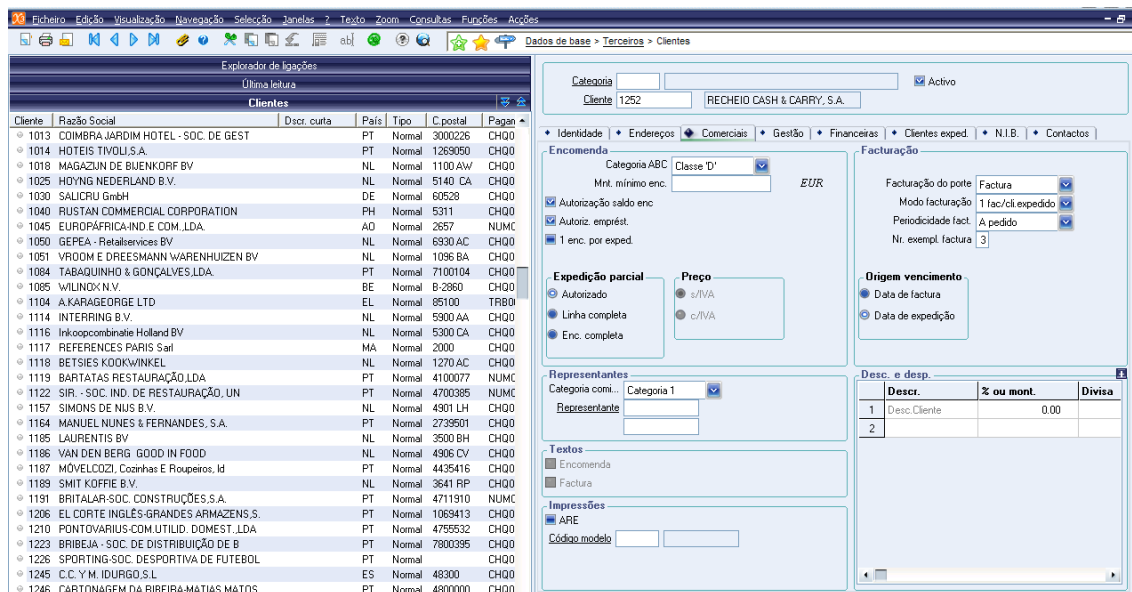 Ficheiro Edição Visualização Navegação Selecção Janelas ? Texto Zoom Consultas Funções Acções
Dados de base > Terceiros > Clientes
Explorador de ligações
Última leitura
Clientes
Cliente Razão Social Dscr. curta País Tipo C.postal Pagan
1013 COIMBRA JARDIM HOTEL - SOC. DE GEST PT Normal 3000226 CHQ0
1014 HOTEIS TIVOLI,S.A. PT Normal 1269050 CHQ0
1018 MAGAZIJN DE BIJENKORF BV NL Normal 1100 AW CHQ0
1025 HOYNG NEDERLAND B.V. NL Normal 5140 CA CHQ0
1030 SALICRU GmbH DE Normal 60528 CHQ0
1040 RUSTAN COMMERCIAL CORPORATION PH Normal 5311 CHQ0
1045 EUROPÁFRICA-IND.E COM.,LDA. AO Normal 2657 NUMC
1050 GEPEA - Retailservices BV NL Normal 6930 AC CHQ0
1051 VROOM E DREESMANN WARENHUIZEN BV NL Normal 1096 BA CHQ0
1084 TABAQUINHO & GONÇALVES,LDA. PT Normal 7100104 CHQ0
1085 WILINOX N.V. BE Normal B-2860 CHQ0
1104 A.KARAGEORGE LTD EL Normal 85100 TRB0
1114 INTERRING B.V. NL Normal 5900 AA CHQ0
1116 Inkoopcombinatie Holland BV NL Normal 5300 CA CHQ0
1117 REFERENCES PARIS Sarl MA Normal 2000 CHQ0
1118 BETSIES KOOKWINKEL NL Normal 1270 AC CHQ0
1119 BARTATAS RESTAURAÇÃO,LDA PT Normal 4100077 NUMC
1122 SIR. - SOC. IND. DE RESTAURAÇÃO, UN PT Normal 4700385 NUMC
1157 SIMONS DE NIJS B.V. NL Normal 4901 LH CHQ0
1164 MANUEL NUNES & FERNANDES, S.A. PT Normal 2739501 CHQ0
1185 LAURENTIS BV NL Normal 3500 BH CHQ0
1186 VAN DEN BERG GOOD IN FOOD NL Normal 4906 CV CHQ0
1187 MÓVELCOZI, Cozinhas E Roupeiros, ld PT Normal 4435416 CHQ0
1189 SMIT KOFFIE B.V. NL Normal 3641 RP CHQ0
1191 BRITALAR-SOC. CONSTRUÇÕES,S.A. PT Normal 4711910 NUMC
1206 EL CORTE INGLÊS-GRANDES ARMAZENS,S. PT Normal 1069413 CHQ0
1210 PONTOVARIUS-COM.UTILID. DOMEST.,LDA PT Normal 4755532 CHQ0
1223 BRIBEJA - SOC. DE DISTRIBUIÇÃO DE B PT Normal 7800395 CHQ0
1226 SPORTING-SOC. DESPORTIVA DE FUTEBOL PT Normal CHQ0
1245 C.C. Y M. IDURGO,S.L ES Normal 48300 CHQ0
1246 CARTONAGEM DA RIBEIRA-MATIAS MATOS PT Normal 4800000 CHQ0
Categoria Activo
Cliente 1252 RECHEIO CASH & CARRY, S.A.
Identidade Endereços Comerciais Gestão Financeiras Clientes exped. N.I.B. Contactos
Encomenda
Categoria ABC Classe 'D'
Mnt. mínimo enc. EUR
Autorização saldo enc
Autoriz. emprést.
1 enc. por exped.
Expedição parcial
Autorizado
Linha completa
Enc. completa
Preço
s/IVA
c/IVA
Facturação
Facturação do porte Factura
Modo facturação 1 fac/cli.expedido
Periodicidade fact. A pedido
Nr. exempl. factura 3
Origem vencimento
Data de factura
Data de expedição
Representantes
Categoria comi... Categoria 1
Representante
Textos
Encomenda
Factura
Impressões
ARE
Código modelo
Desc. e desp.
Descr. % ou mont. Divisa
1 Desc.Cliente 0.00
2